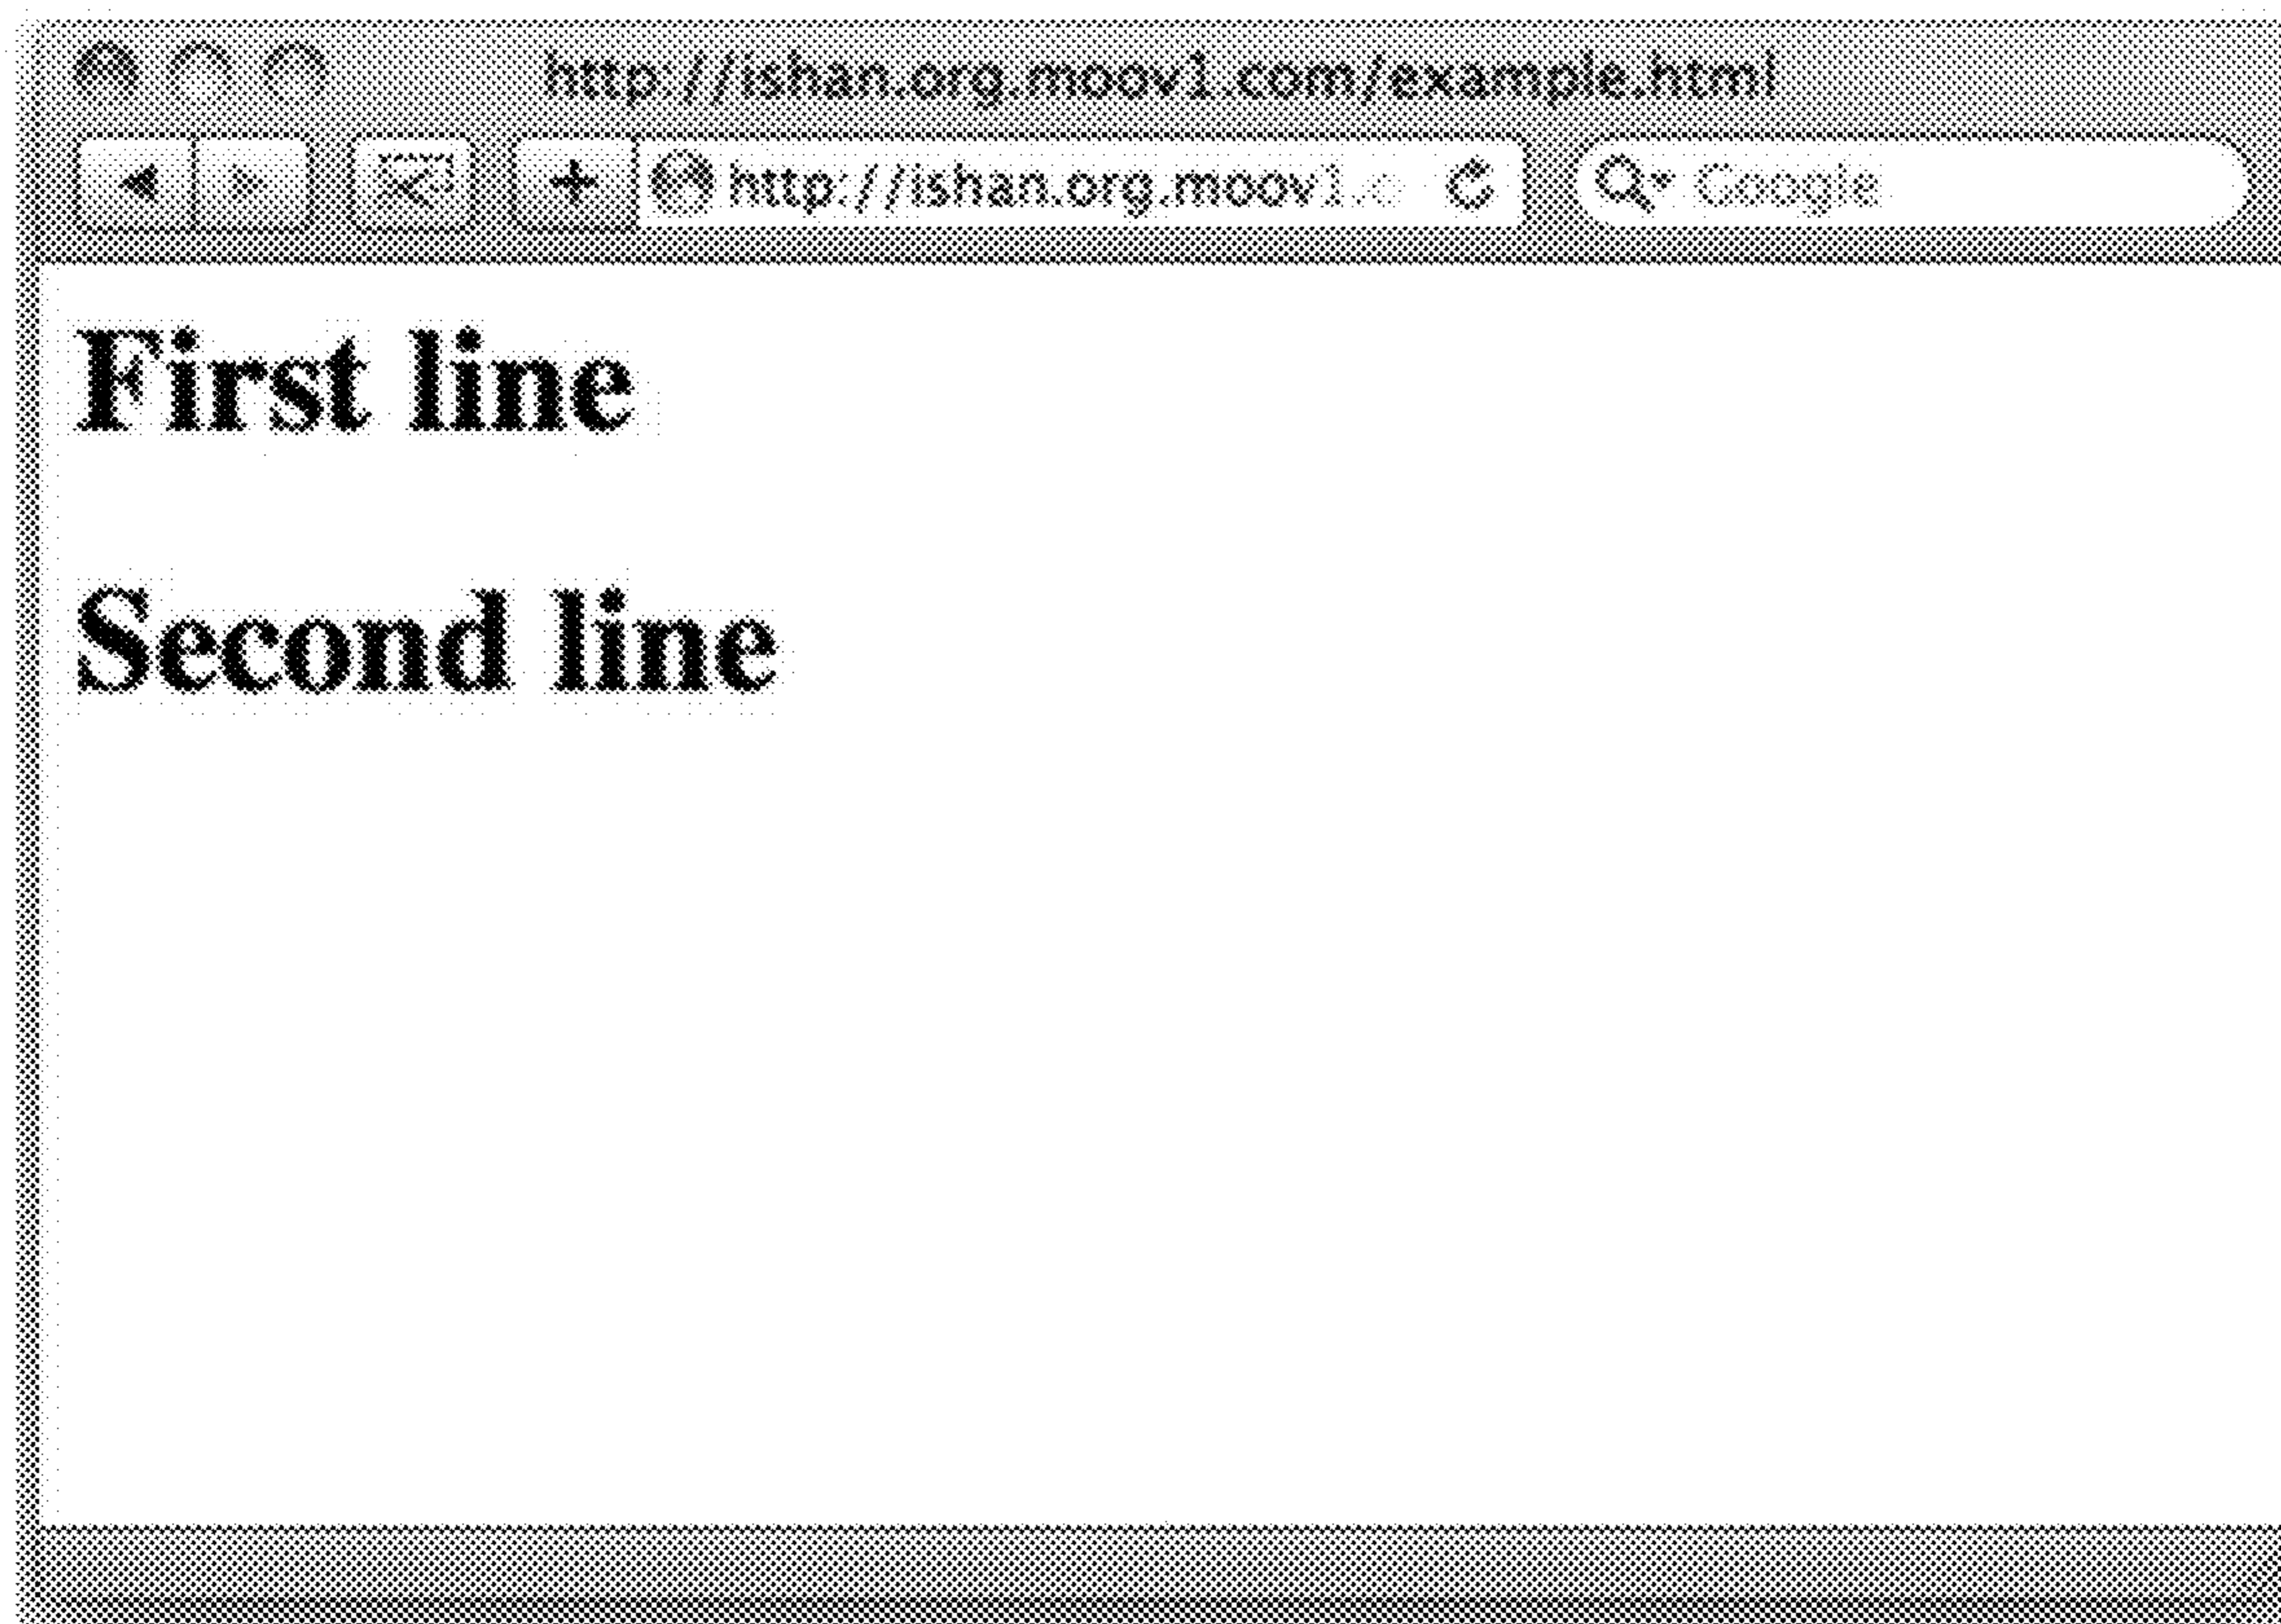 http://ishan.org.moov1.com/example.html
http://ishan.org.moov1.c
Google
First line
Second line